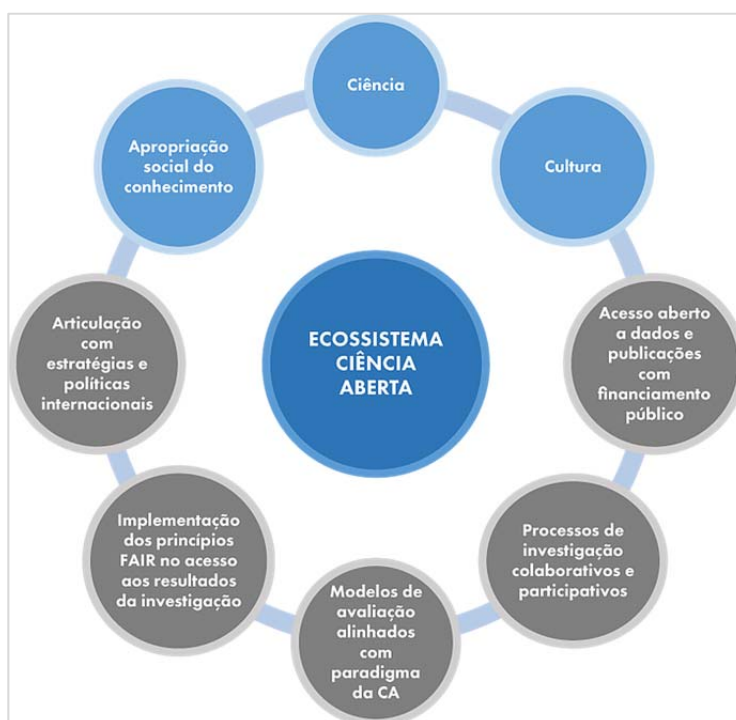 Ciência
Cultura
Acesso aberto
a dados e
publicações
com
financiamento
público
Processos de
investigação
colaborativos e
participativos
Modelos de
avaliação
alinhados
com
paradigma
da CA
Implementação
dos princípios
FAIR no acesso
aos resultados
da investigação
Articulação
com
estratégias e
políticas
internacionais
Apropriação
social do
conhecimento
ECOSSISTEMA
CIÊNCIA
ABERTA